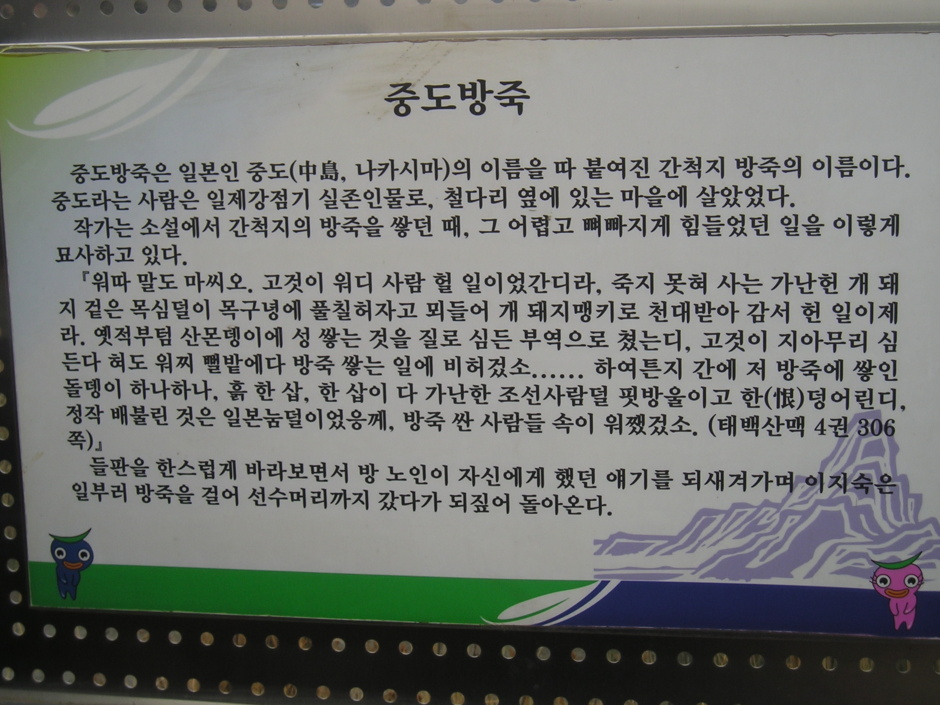 중도방죽
중도방죽은 일본인 중도(中島, 나카시마)의 이름을 따 붙여진 간척지 방죽의 이름이다.
중도라는 사람은 일제강점기 실존인물로, 철다리 옆에 있는 마을에 살았었다.
작가는 소설에서 간척지의 방죽을 쌓던 때, 그 어렵고 뼈빠지게 힘들었던 일을 이렇게
묘사하고 있다.
『워따 말도 마씨오. 고것이 워디 사람 헐 일이었간디라, 죽지 못혀 사는 가난헌 개 돼
지 겉은 목심덜이 목구녕에 풀칠허자고 뫼들어 개 돼지맹키로 천대받아 감서 헌 일이제
라. 옛적부텀 산몬뎅이에 성 쌓는 것을 질로 심든 부역으로 쳤는디, 고것이 지아무리 심
든다 혀도 워찌 뻘밭에다 방죽 쌓는 일에 비허겄소…… 하여튼지 간에 저 방죽에 쌓인
돌뎅이 하나하나, 흙 한 삽, 한 삽이 다 가난한 조선사람덜 핏방울이고 한(恨)덩어린디,
정작 배불린 것은 일본눔덜이었응께, 방죽 싼 사람들 속이 워쨌겄소. (태백산맥 4권 306
쪽)』
들판을 한스럽게 바라보면서 방 노인이 자신에게 했던 얘기를 되새겨가며 이지숙은
일부러 방죽을 걸어 선수머리까지 갔다가 되짚어 돌아온다.